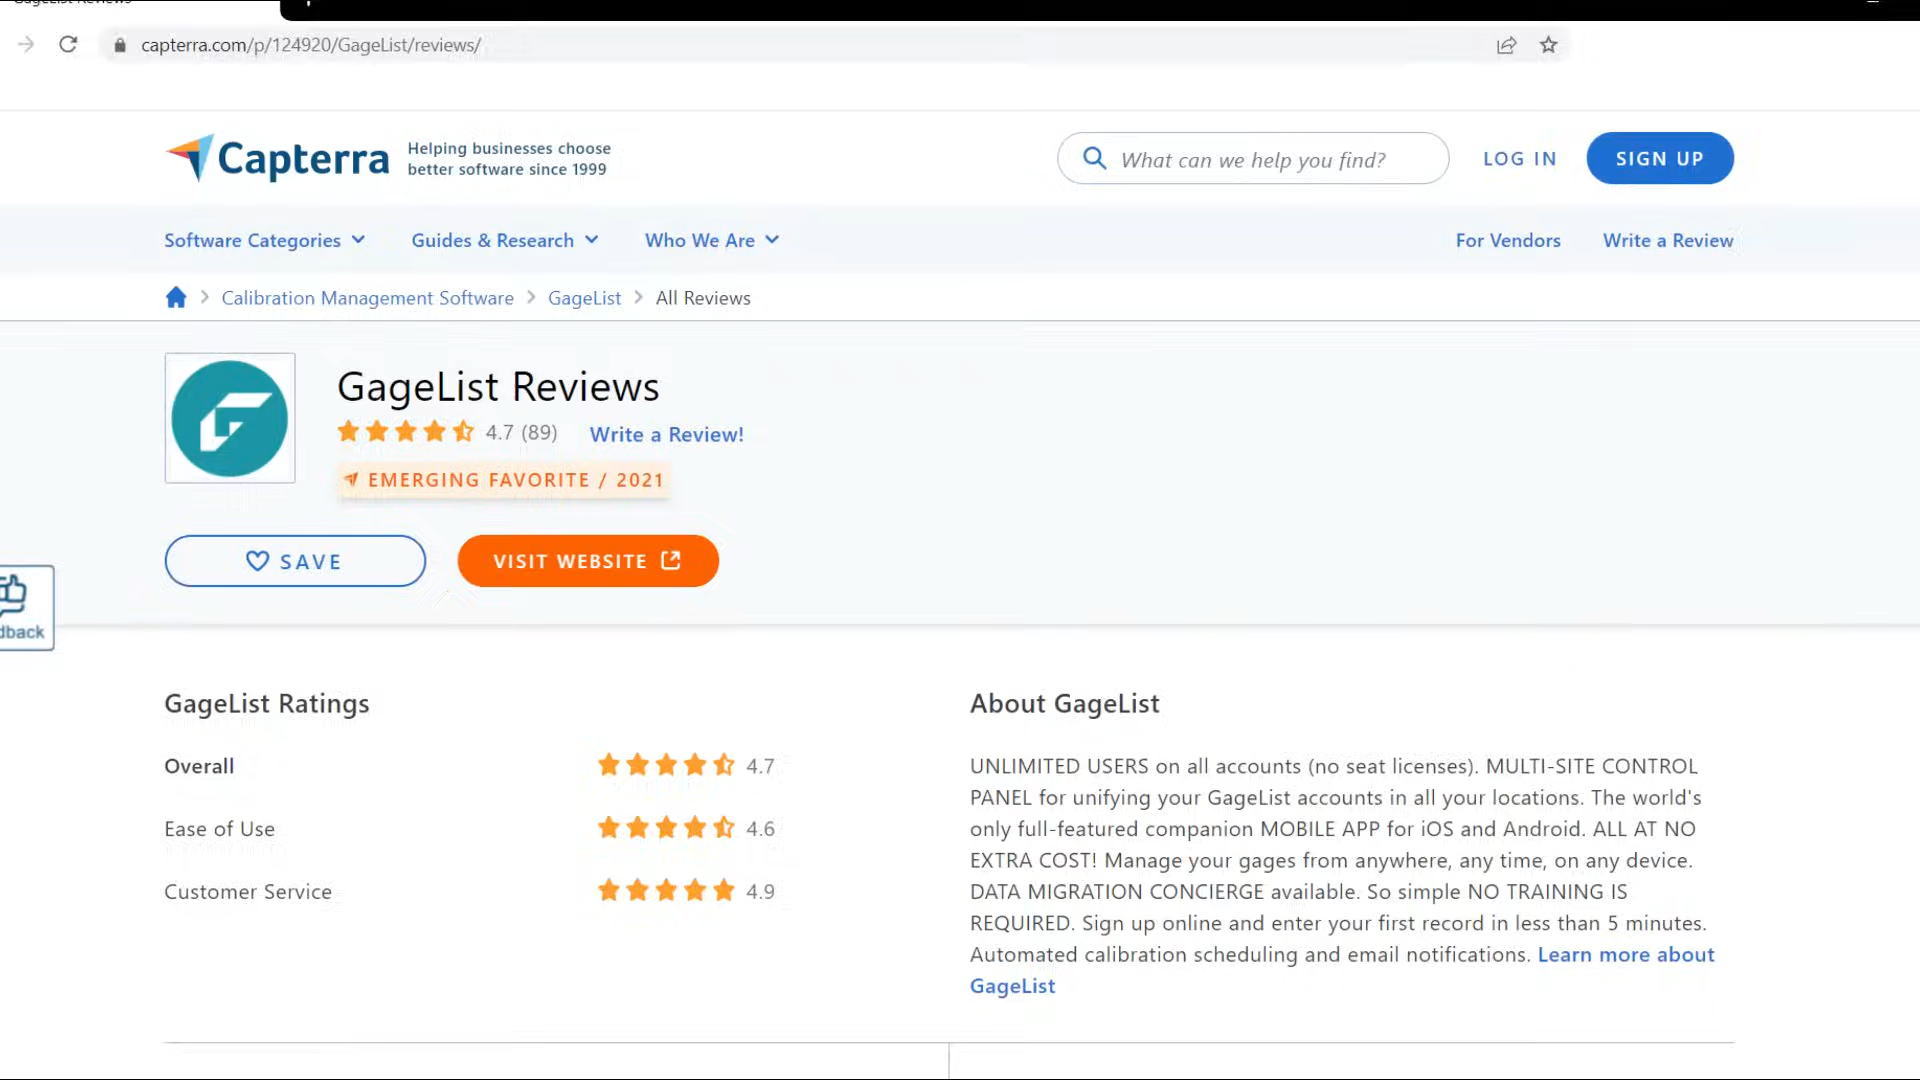 capterra.com/p/124920/GageList/reviews/
Capterra
Helping businesses choose
better software since 1999
What can we help you find?
LOG IN
SIGN UP
Software Categories
Guides & Research
Who We Are
For Vendors
Write a Review
Calibration Management Software
GageList
All Reviews
GageList Reviews
4.7 (89)
Write a Review!
EMERGING FAVORITE / 2021
SAVE
VISIT WEBSITE
dback
GageList Ratings
Overall
4.7
Ease of Use
4.6
Customer Service
4.9
About GageList
UNLIMITED USERS on all accounts (no seat licenses). MULTI-SITE CONTROL
PANEL for unifying your GageList accounts in all your locations. The world's
only full-featured companion MOBILE APP for iOS and Android. ALL AT NO
EXTRA COST! Manage your gages from anywhere, any time, on any device.
DATA MIGRATION CONCIERGE available. So simple NO TRAINING IS
REQUIRED. Sign up online and enter your first record in less than 5 minutes.
Automated calibration scheduling and email notifications. Learn more about
GageList